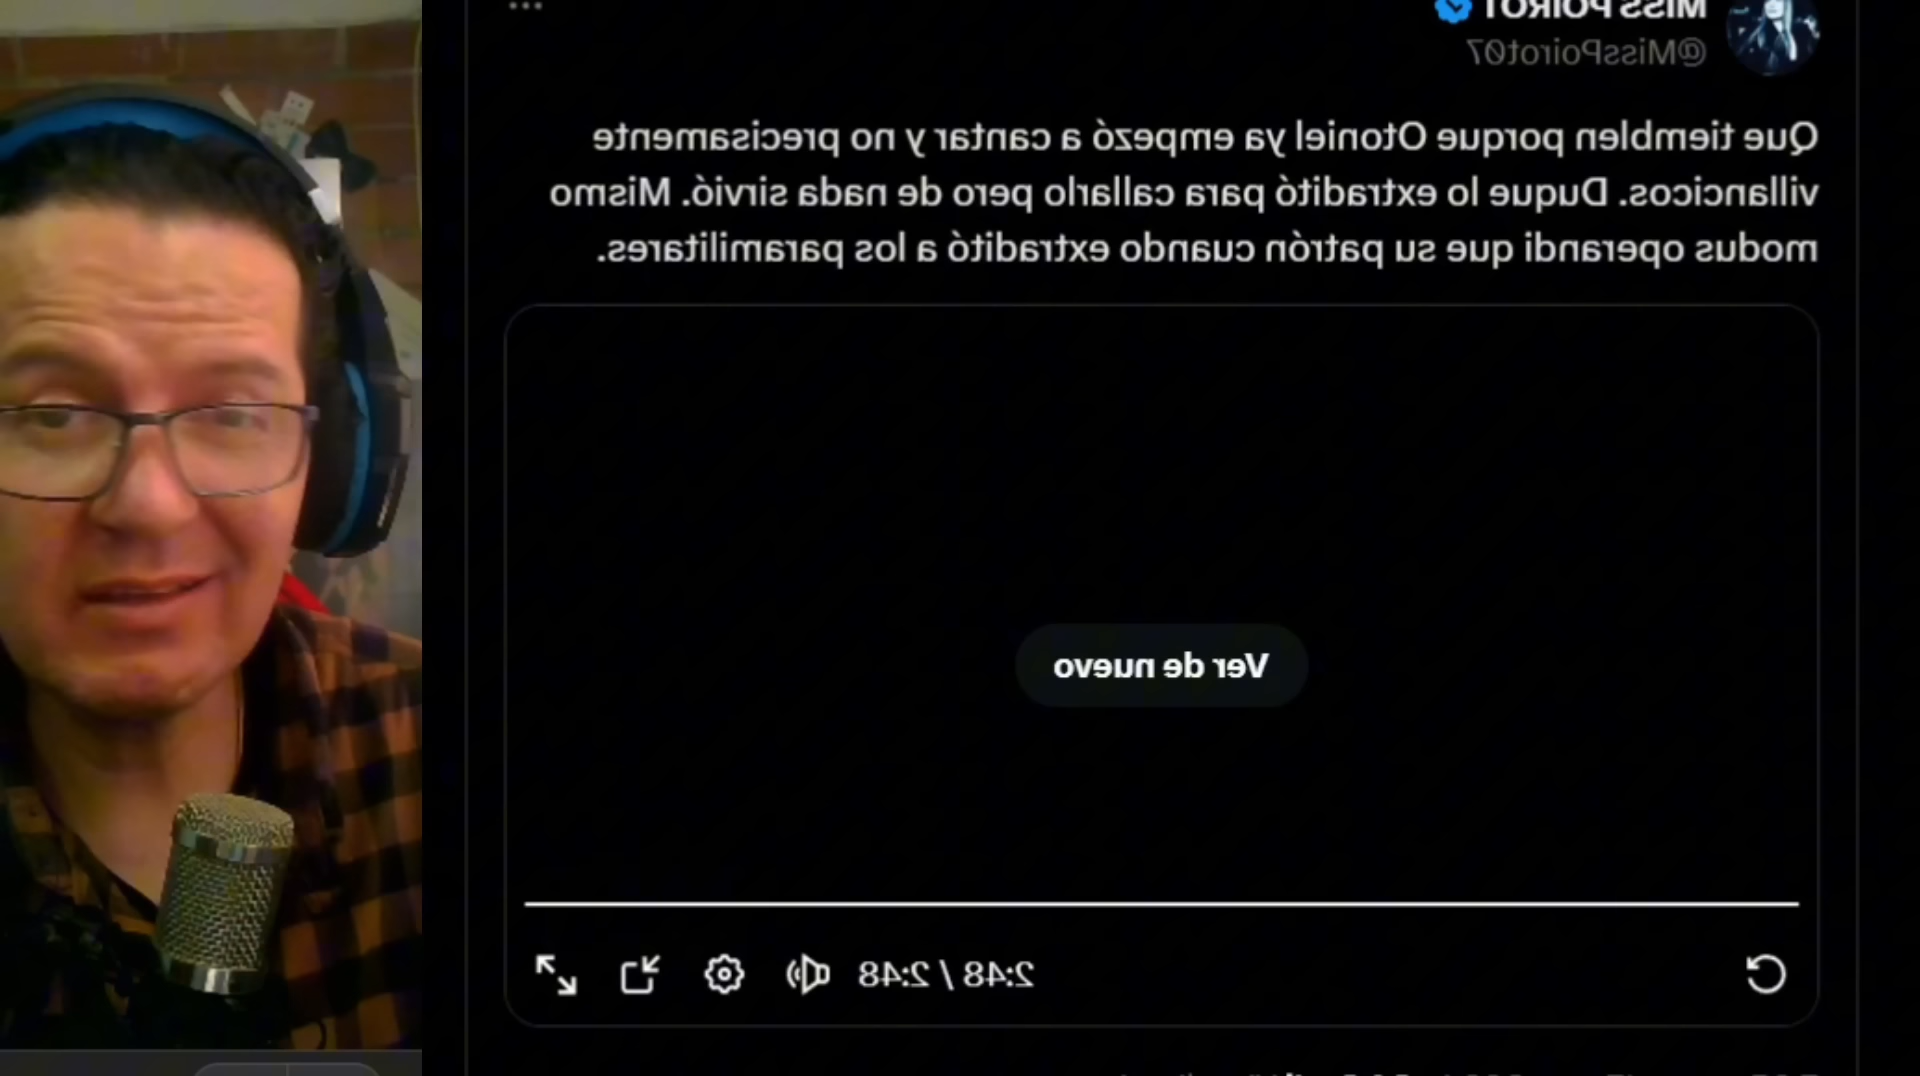 MISS POIROT
@MissPoirot07
Que tiemblen porque Otoniel ya empezó a cantar y no precisamente
villancicos. Duque lo extraditó para callarlo pero de nada sirvió. Mismo
modus operandi que su patrón cuando extraditó a los paramilitares.
Ver de nuevo
2:48 / 2:48